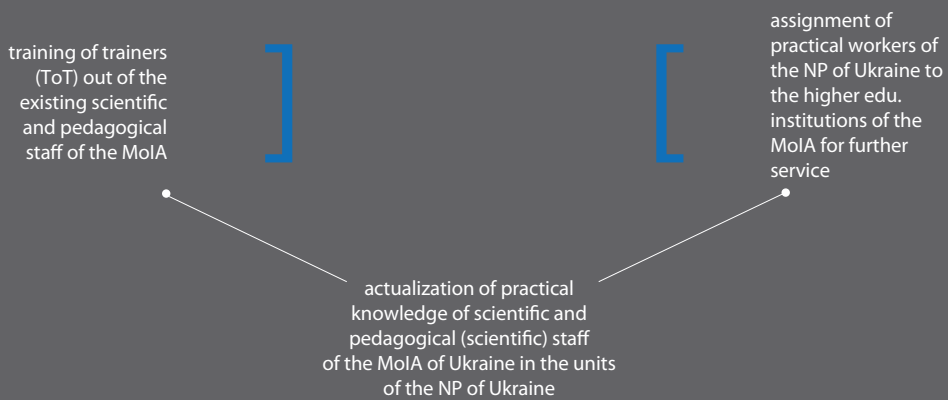 training of trainers
(ToT) out of the
existing scientific
and pedagogical
staff of the MoIA
assignment of
practical workers of
the NP of Ukraine to
the higher edu.
institutions of the
MoIA for further
service
actualization of practical
knowledge of scientific and
pedagogical (scientific) staff
of the MoIA of Ukraine in the units
of the NP of Ukraine